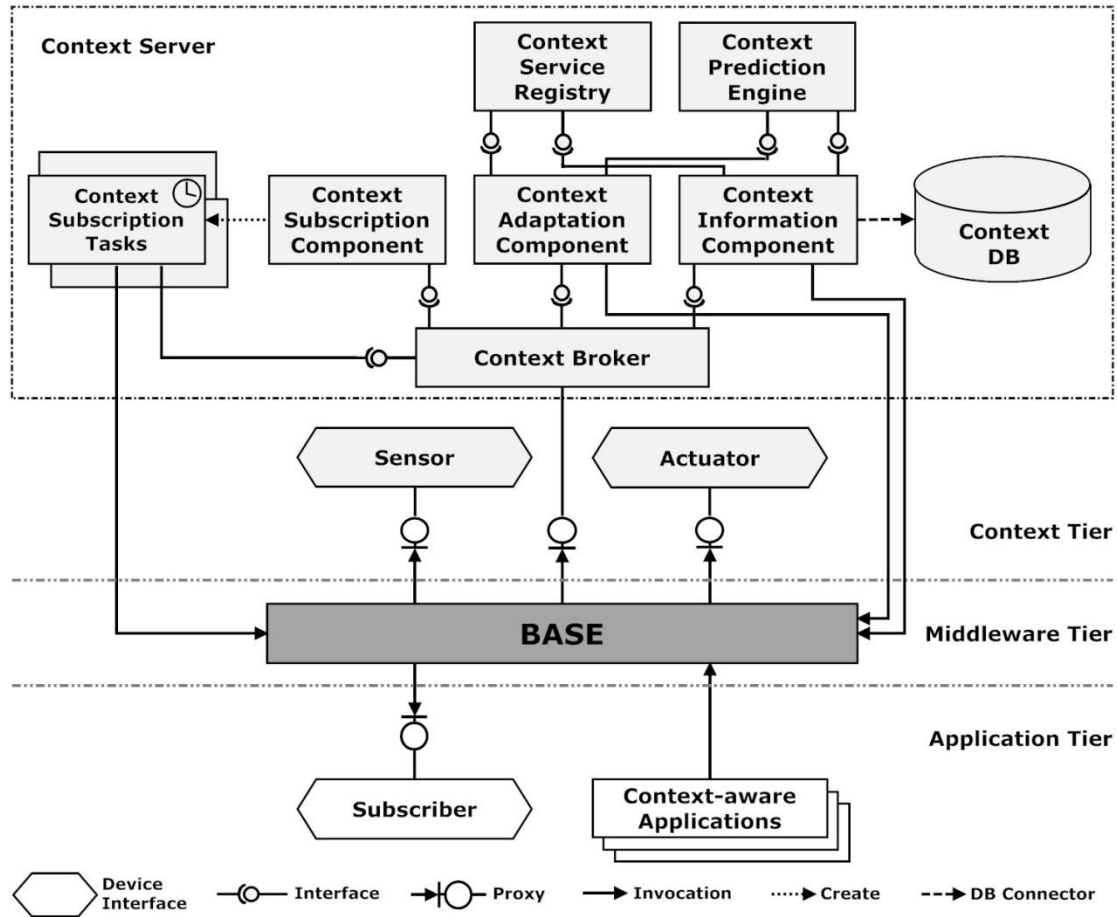 Context Server
Context
Service
Registry
Context
Prediction
Engine
Context
Subscription
Tasks
Context
Subscription
Component
Context
Adaptation
Component
Context
Information
Component
Context
DB
Context Broker
Sensor
Actuator
Context Tier
BASE
Middleware Tier
Application Tier
Subscriber
Context-aware
Applications
Device
Interface
Interface
Proxy
Invocation
Create
DB Connector